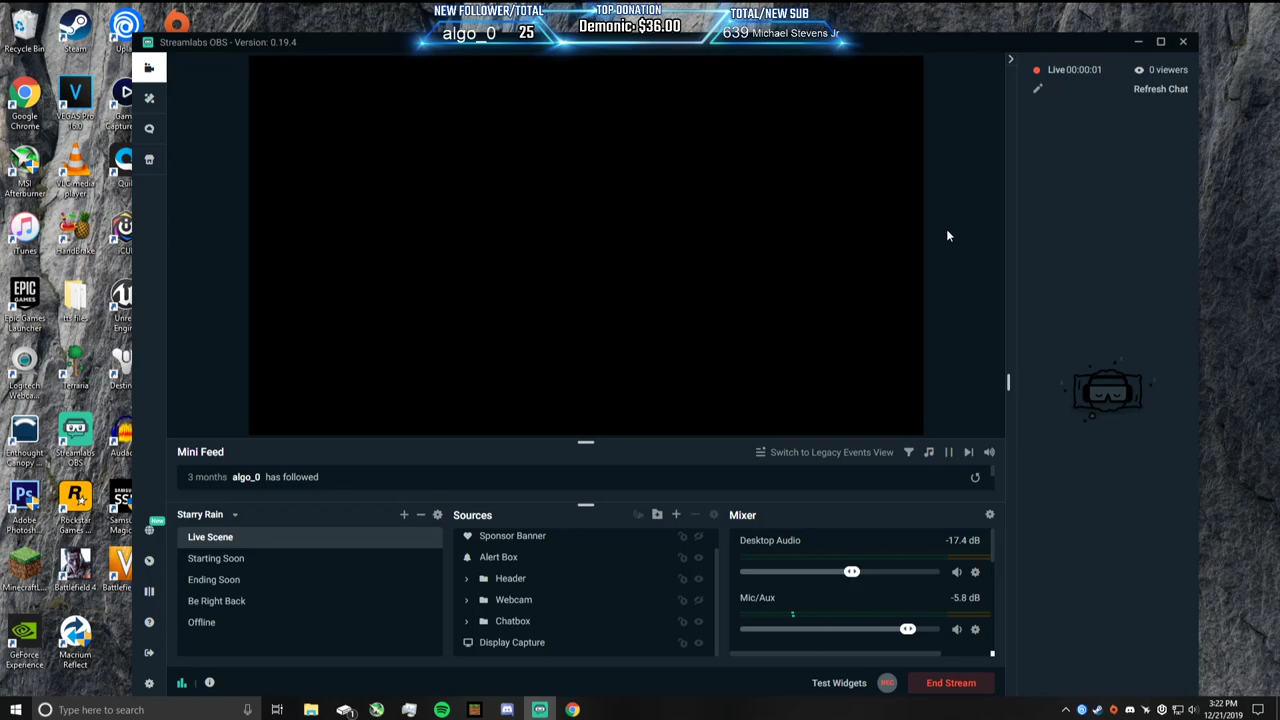 NEW FOLLOWER/TOTAL
algo_0 25
TOP DONATION
Demonic: $36.00
TOTAL/NEW SUB
639 Michael Stevens Jr
Recycle Bin
Steam
Google Chrome
VEGAS Pro 16.0
MSI Afterburner
VLC media player
iTunes
HandBrake
Epic Games Launcher
tts files
Logitech Webca...
Terraria
Enthought Canopy ...
Streamlabs OBS
Adobe Photosh...
Rockstar Games ...
MinecraftL...
Battlefield 4
GeForce Experience
Macrium Reflect
Streamlabs OBS - Version: 0.19.4
Live 00:00:01
0 viewers
Refresh Chat
Mini Feed
Switch to Legacy Events View
3 months algo_0 has followed
Starry Rain
Live Scene
Starting Soon
Ending Soon
Be Right Back
Offline
New
Sources
Sponsor Banner
Alert Box
Header
Webcam
Chatbox
Display Capture
Mixer
Desktop Audio -17.4 dB
Mic/Aux -5.8 dB
Test Widgets
REC
End Stream
Type here to search
3:22 PM
12/21/2019